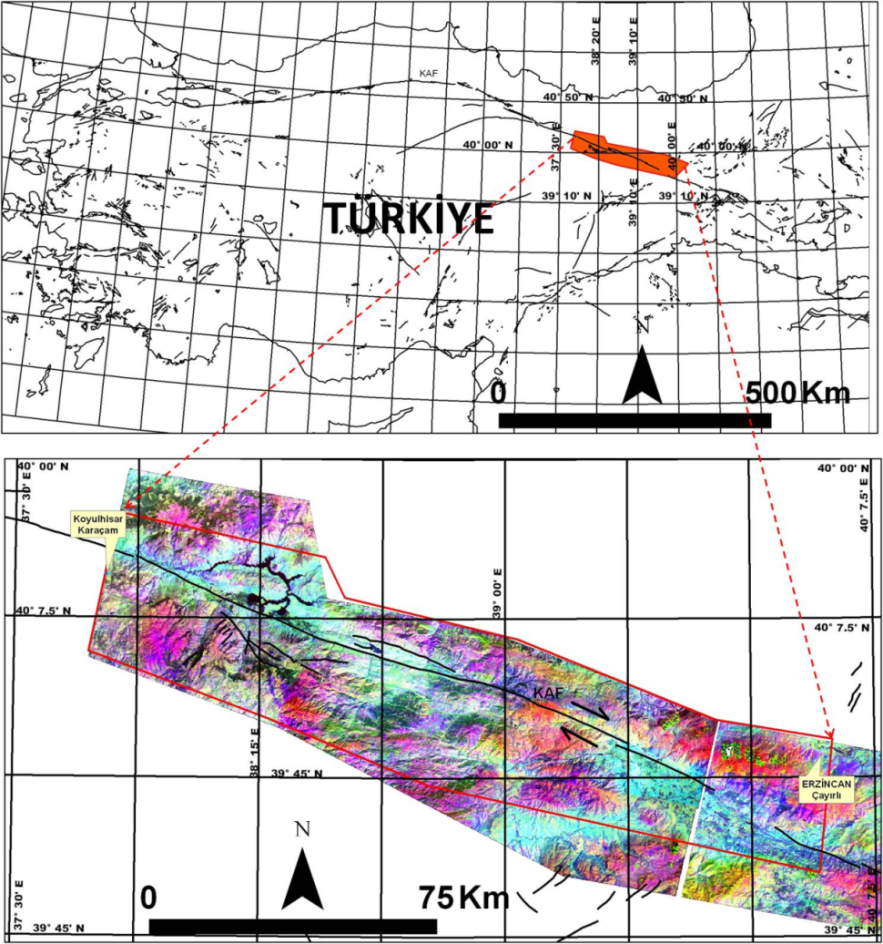 38° 20' E
39° 10' E
KAF
40° 50' N
40° 50' N
40° 00' N
37° 30' E
40° 00' E
40° 00' N
39° 10' N
39° 10' E
39° 10' N
TÜRKİYE
N
0
500 Km
40° 00' N
40° 00' N
37° 30' E
40° 7.5' E
Koyulhisar
Karaçam
39° 00' E
40° 7.5' N
40° 7.5' N
KAF
38° 15' E
39° 45' N
ERZİNCAN
Çayırlı
N
0
75 Km
37° 30' E
40° 7.5' E
39° 45' N
39° 45' N